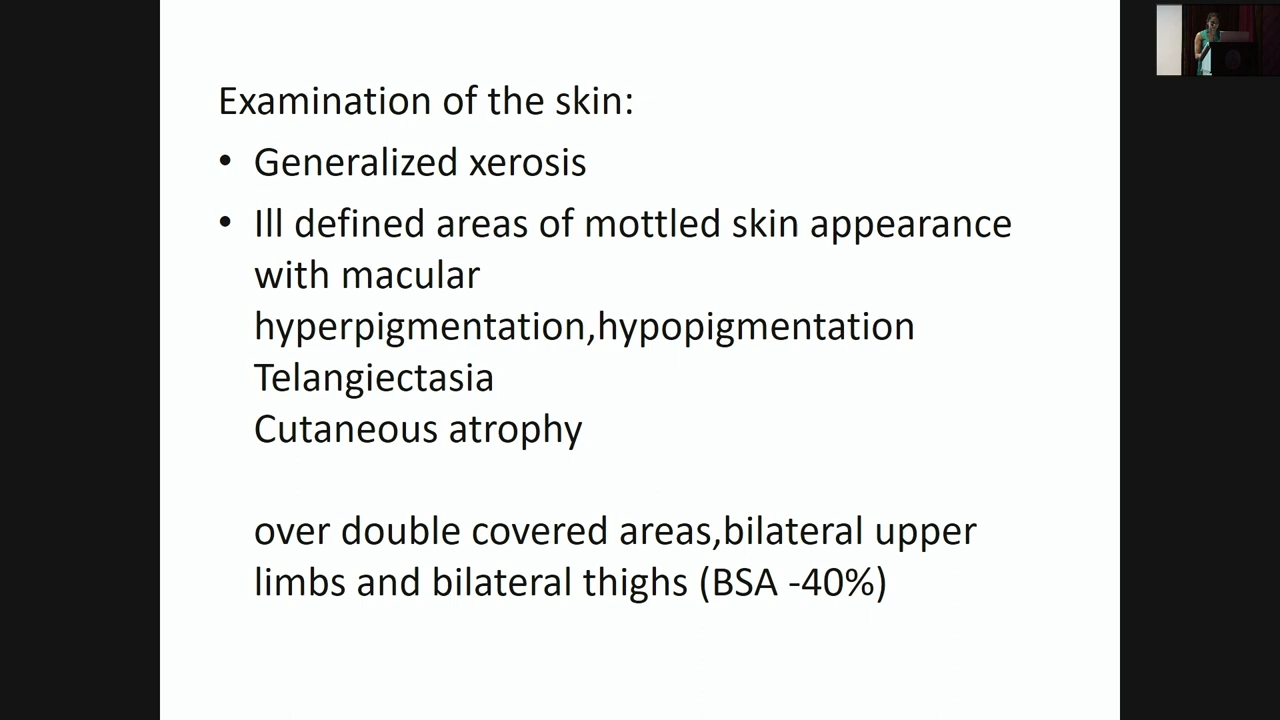 Examination of the skin:
• Generalized xerosis
• Ill defined areas of mottled skin appearance
with macular
hyperpigmentation,hypopigmentation
Telangiectasia
Cutaneous atrophy
over double covered areas,bilateral upper
limbs and bilateral thighs (BSA -40%)